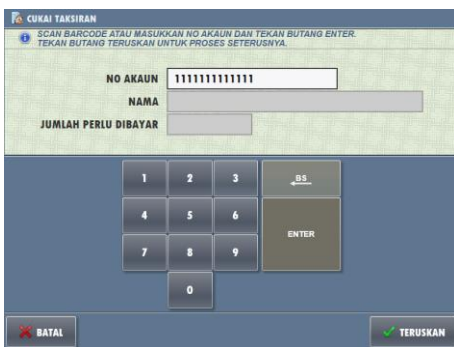 CUKAI TAKSIRAN
SCAN BARCODE ATAU MASUKKAN NO AKAUN DAN TEKAN BUTANG ENTER.
TEKAN BUTANG TERUSKAN UNTUK PROSES SETERUSNYA.
NO AKAUN 1111111111111
NAMA
JUMLAH PERLU DIBAYAR
1 2 3 BS
4 5 6
ENTER
7 8 9
0
BATAL TERUSKAN